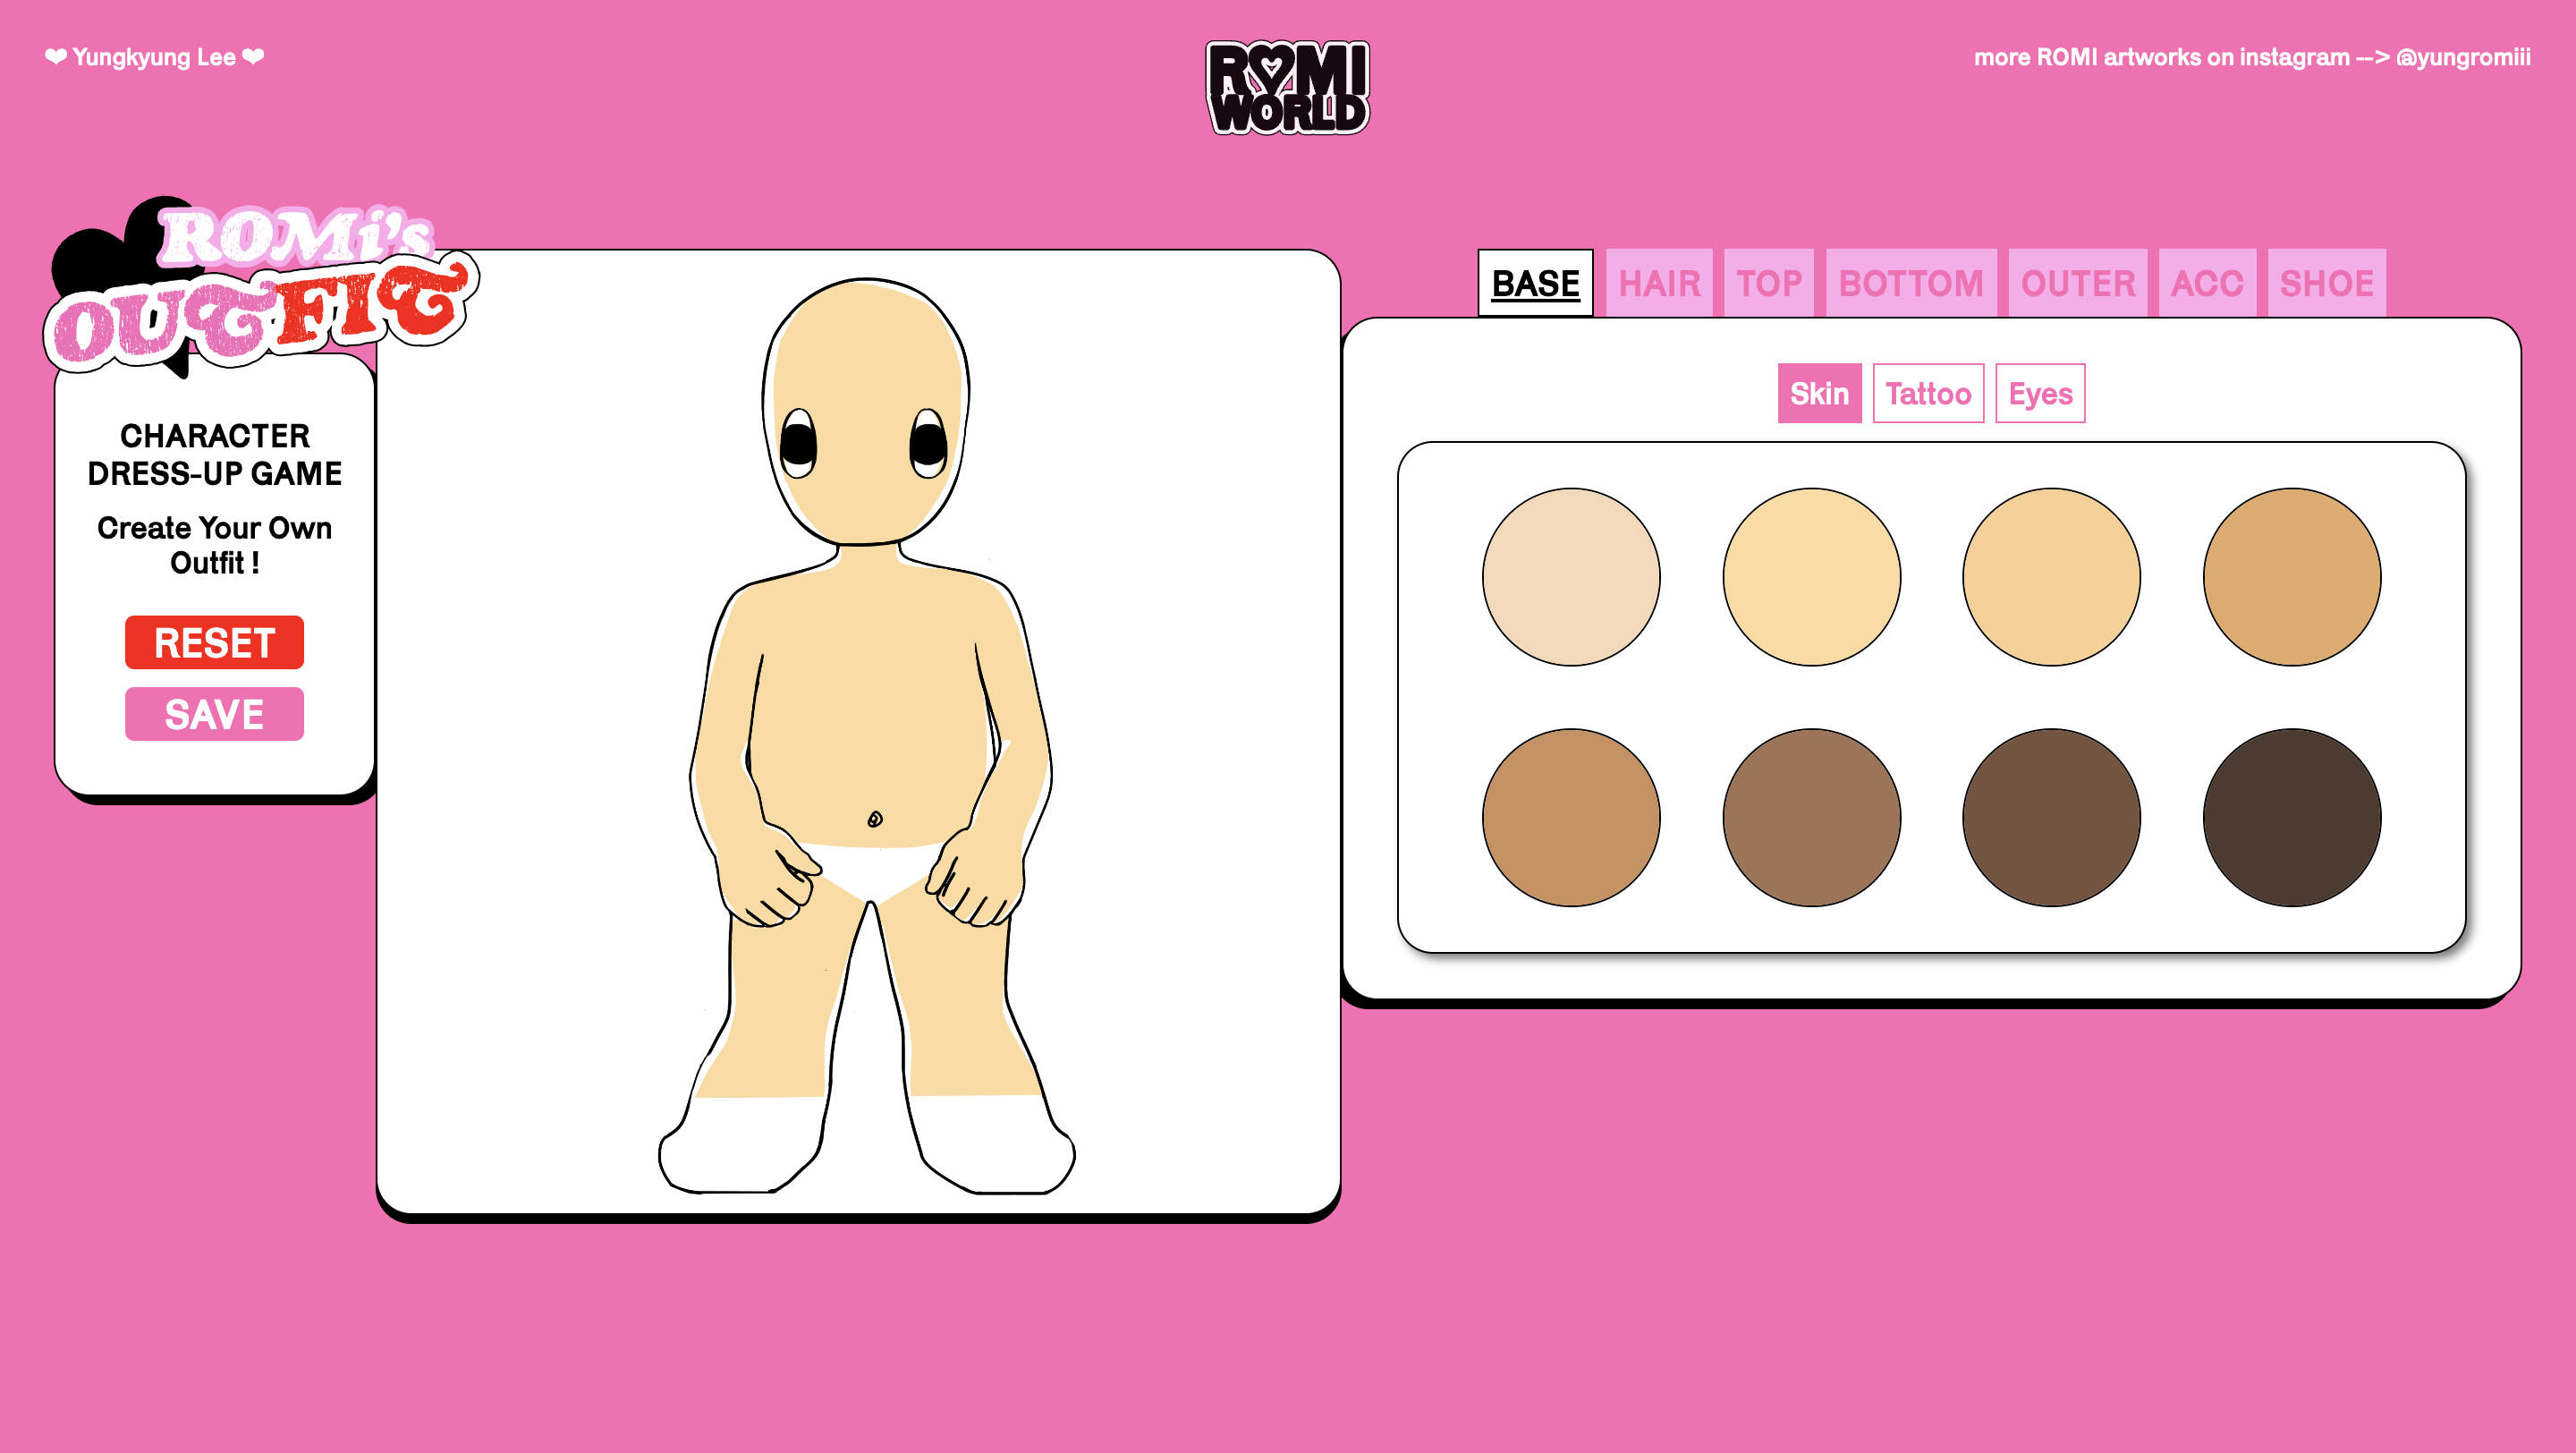 ❤ Yungkyung Lee ❤
ROMI
WORLD
more ROMI artworks on instagram --> @yungromiii
ROMi's
OUTFIT
CHARACTER
DRESS-UP GAME
Create Your Own
Outfit !
RESET
SAVE
BASE HAIR TOP BOTTOM OUTER ACC SHOE
Skin Tattoo Eyes